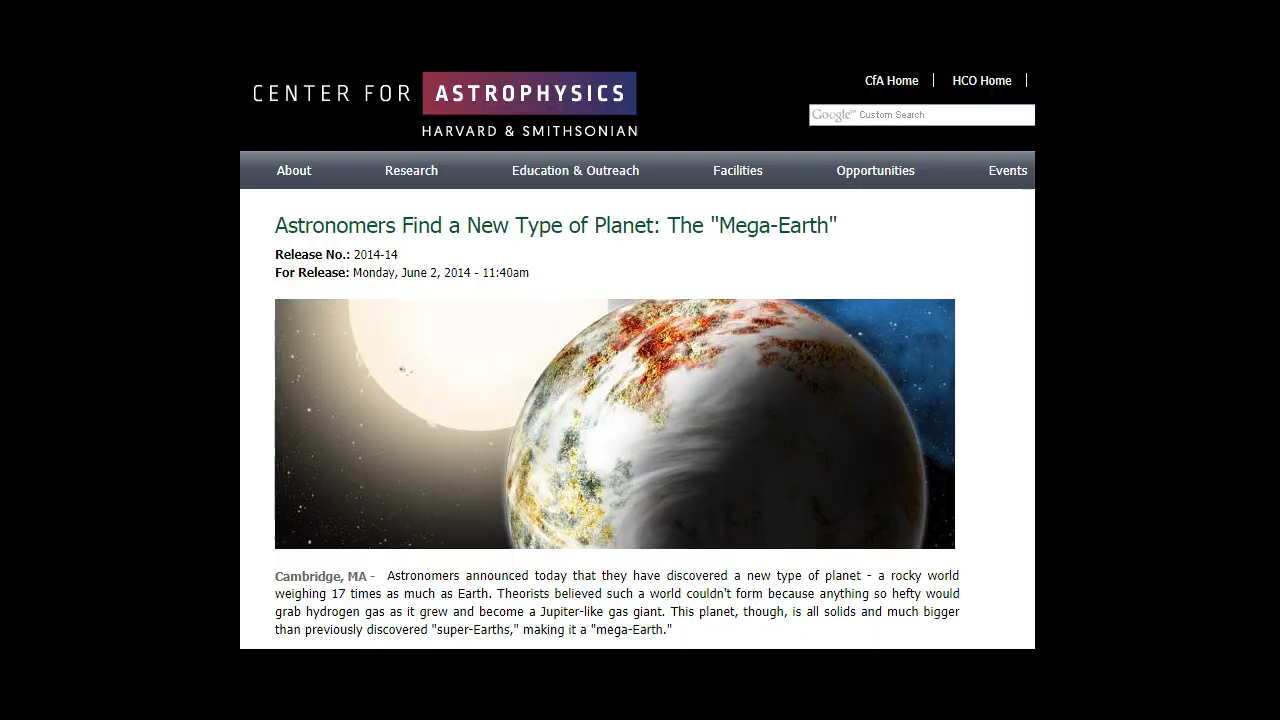 CENTER FOR ASTROPHYSICS
HARVARD & SMITHSONIAN
CfA Home | HCO Home |
Google™ Custom Search
About Research Education & Outreach Facilities Opportunities Events
Astronomers Find a New Type of Planet: The "Mega-Earth"
Release No.: 2014-14
For Release: Monday, June 2, 2014 - 11:40am
Cambridge, MA - Astronomers announced today that they have discovered a new type of planet - a rocky world
weighing 17 times as much as Earth. Theorists believed such a world couldn't form because anything so hefty would
grab hydrogen gas as it grew and become a Jupiter-like gas giant. This planet, though, is all solids and much bigger
than previously discovered "super-Earths," making it a "mega-Earth."